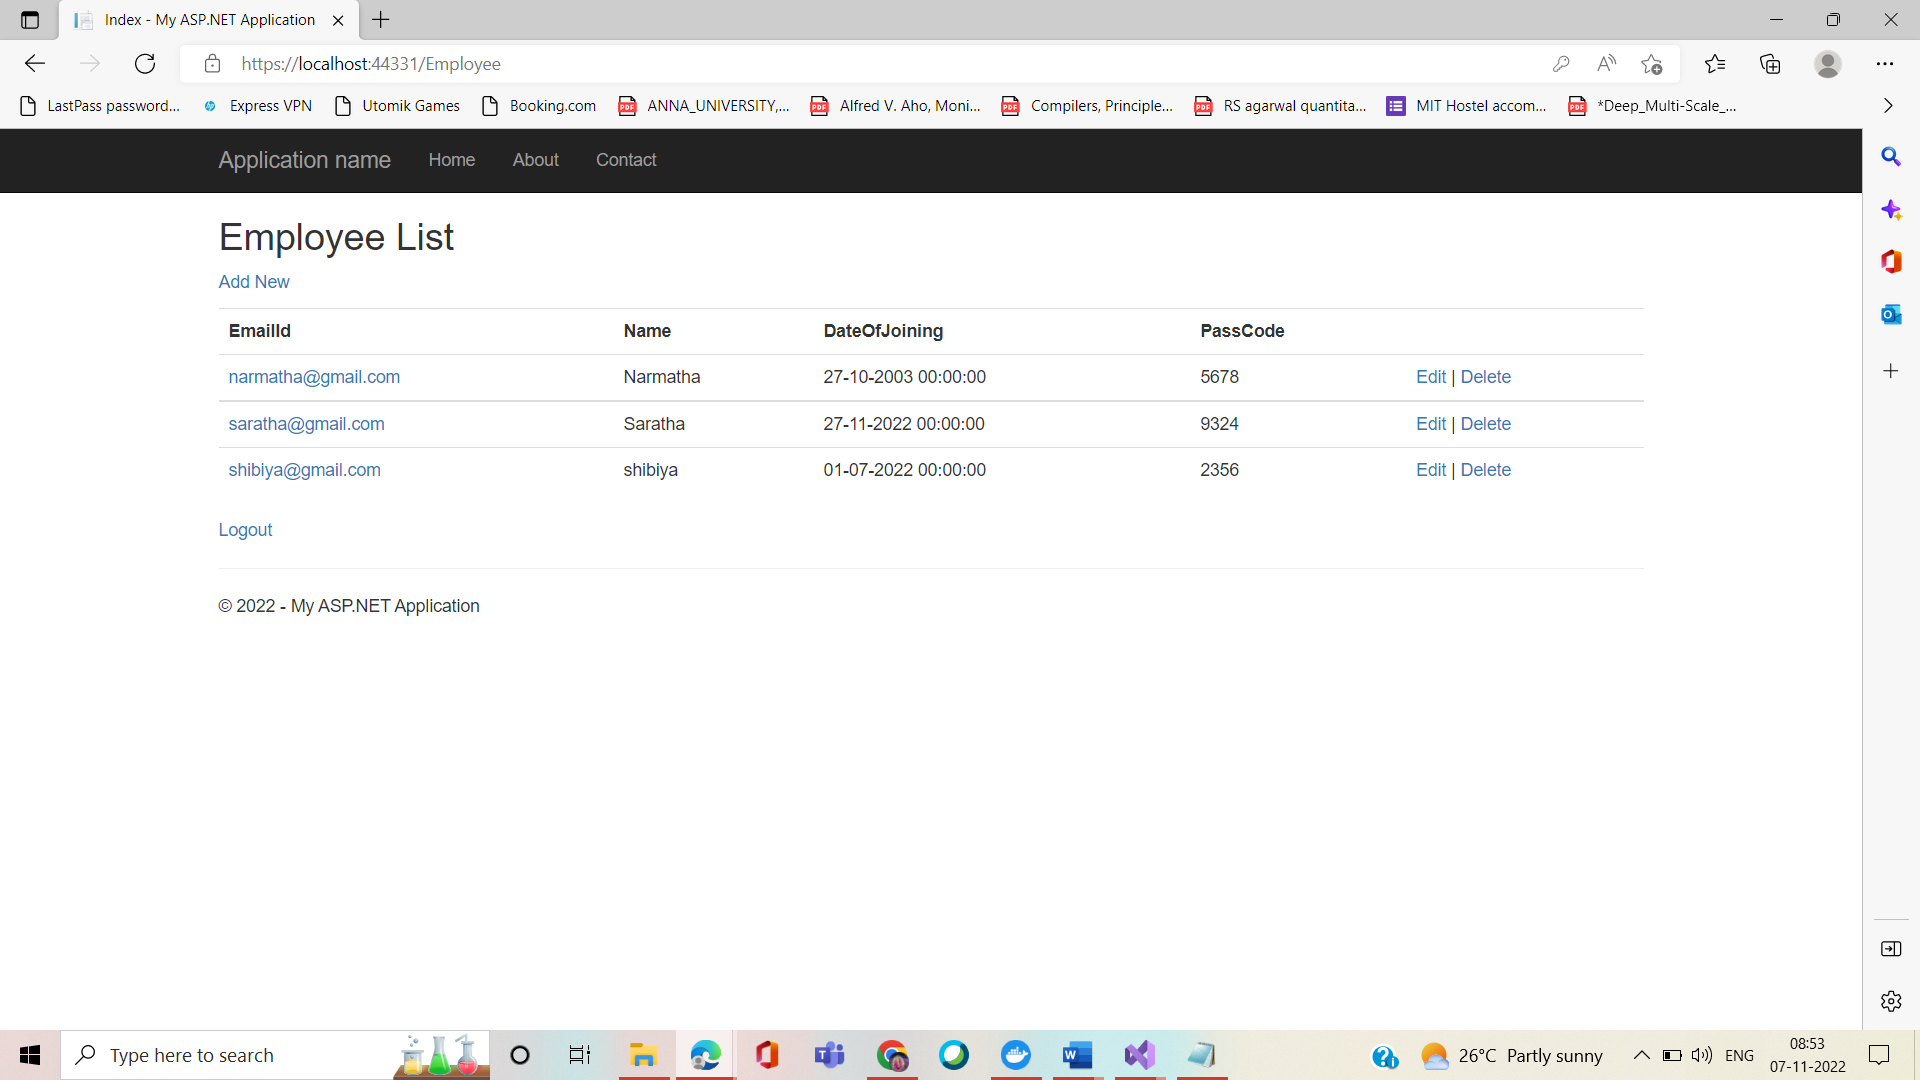 Index - My ASP.NET Application
https://localhost:44331/Employee
LastPass password... Express VPN Utomik Games Booking.com ANNA_UNIVERSITY,... Alfred V. Aho, Moni... Compilers, Principle... RS agarwal quantita... MIT Hostel accom... *Deep_Multi-Scale_...
Application name Home About Contact
Employee List
Add New
EmailId Name DateOfJoining PassCode
narmatha@gmail.com Narmatha 27-10-2003 00:00:00 5678 Edit | Delete
saratha@gmail.com Saratha 27-11-2022 00:00:00 9324 Edit | Delete
shibiya@gmail.com shibiya 01-07-2022 00:00:00 2356 Edit | Delete
Logout
© 2022 - My ASP.NET Application
Type here to search 26°C Partly sunny ENG 08:53
07-11-2022